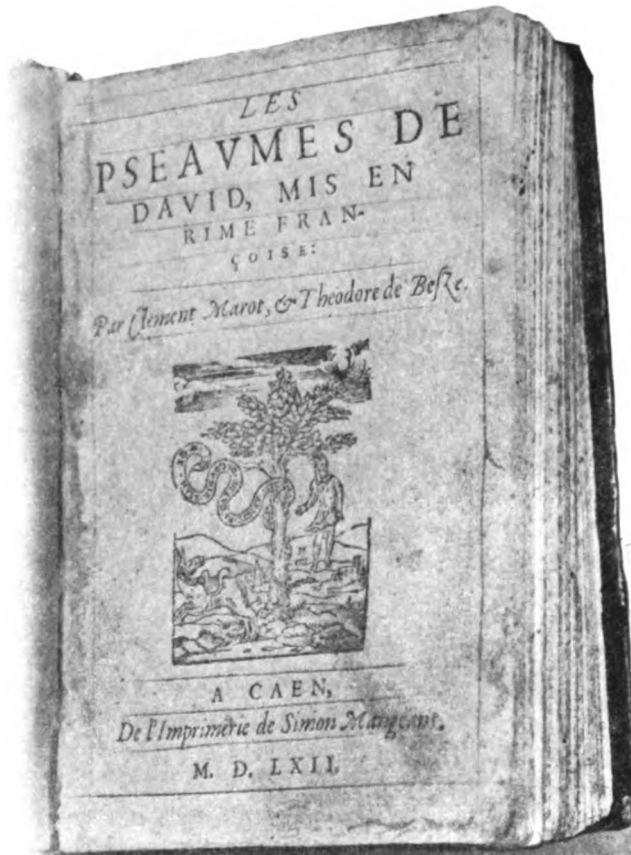 LES
PSEAVMES DE
DAVID, MIS EN
RIME FRAN-
ÇOISE:
Par Clement Marot, & Theodore de Besze.
A CAEN,
De l'Imprimerie de Simon Mangeant.
M. D. LXII.